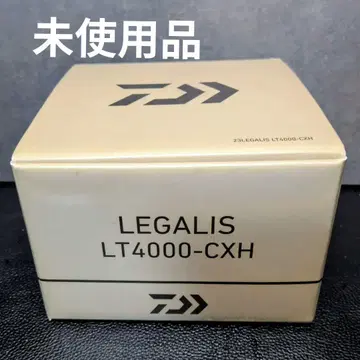 未使用品
23LEGALIS LT4000-CXH
LEGALIS
LT4000-CXH